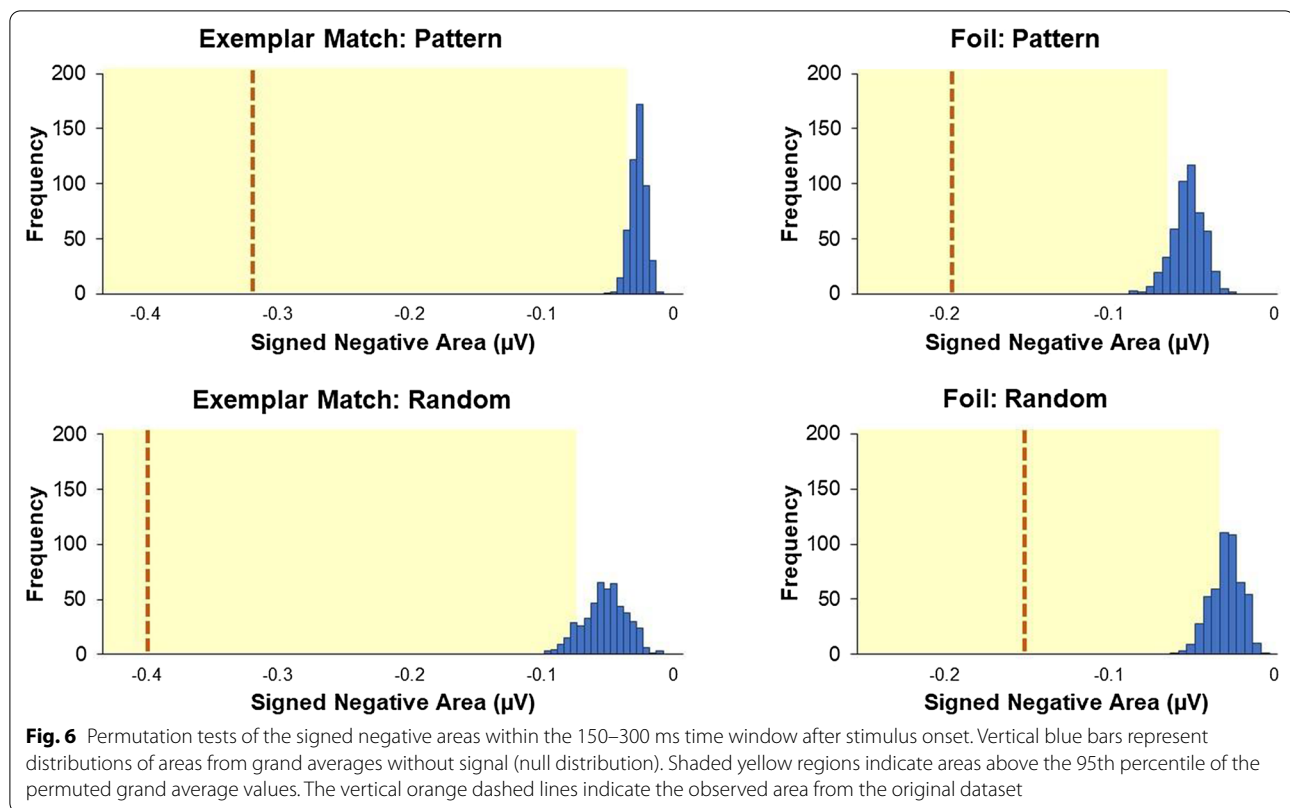 Exemplar Match: Pattern
200
150
100
50
0
Frequency
-0.4 -0.3 -0.2 -0.1 0
Signed Negative Area (µV)
Foil: Pattern
200
150
100
50
0
Frequency
-0.2 -0.1 0
Signed Negative Area (µV)
Exemplar Match: Random
200
150
100
50
0
Frequency
-0.4 -0.3 -0.2 -0.1 0
Signed Negative Area (µV)
Foil: Random
200
150
100
50
0
Frequency
-0.2 -0.1 0
Signed Negative Area (µV)
Fig. 6 Permutation tests of the signed negative areas within the 150–300 ms time window after stimulus onset. Vertical blue bars represent
distributions of areas from grand averages without signal (null distribution). Shaded yellow regions indicate areas above the 95th percentile of the
permuted grand average values. The vertical orange dashed lines indicate the observed area from the original dataset